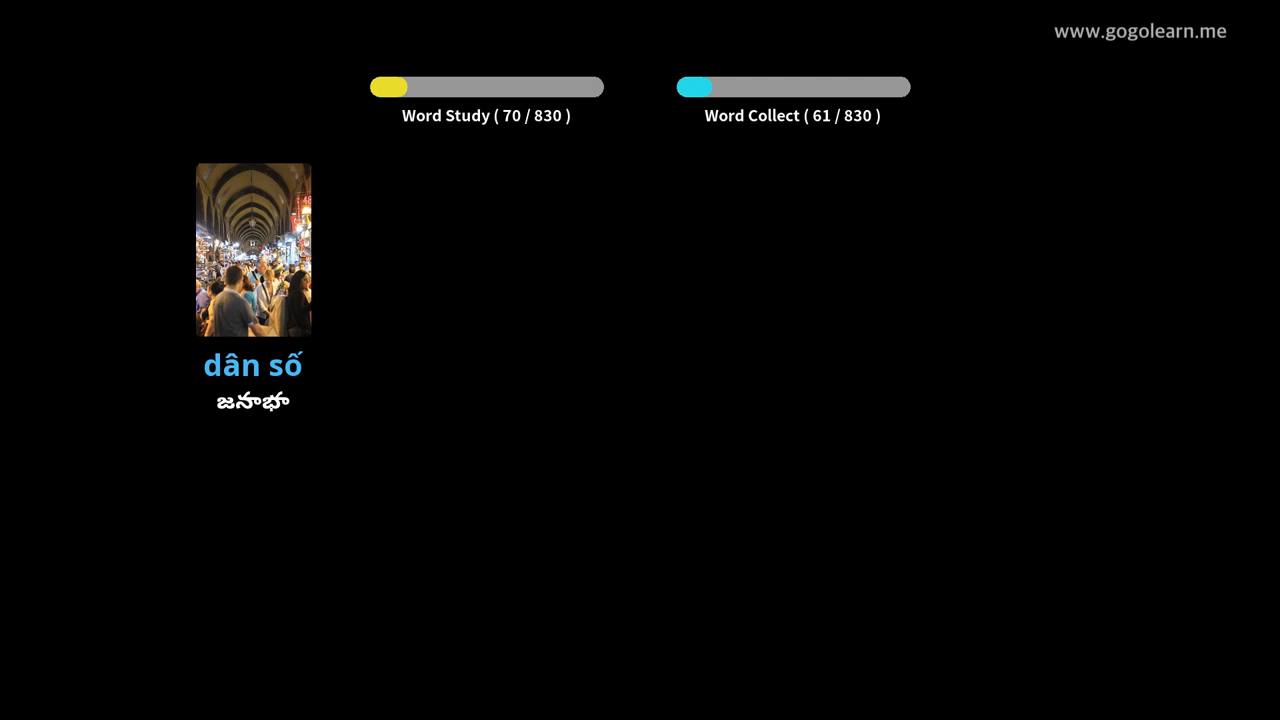 www.gogolearn.me
Word Study ( 70 / 830 )
Word Collect ( 61 / 830 )
dân số
జనాభా